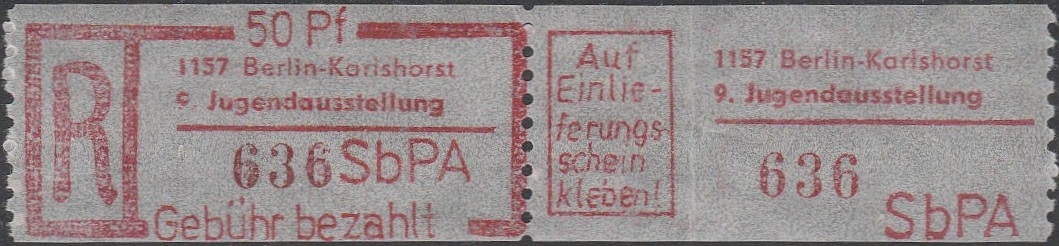 50 Pf
1157 Berlin-Karlshorst
9. Jugendausstellung
R
636 SbPA
Gebühr bezahlt
Auf
Einlie-
ferungs-
schein
kleben!
1157 Berlin-Karlshorst
9. Jugendausstellung
636
SbPA